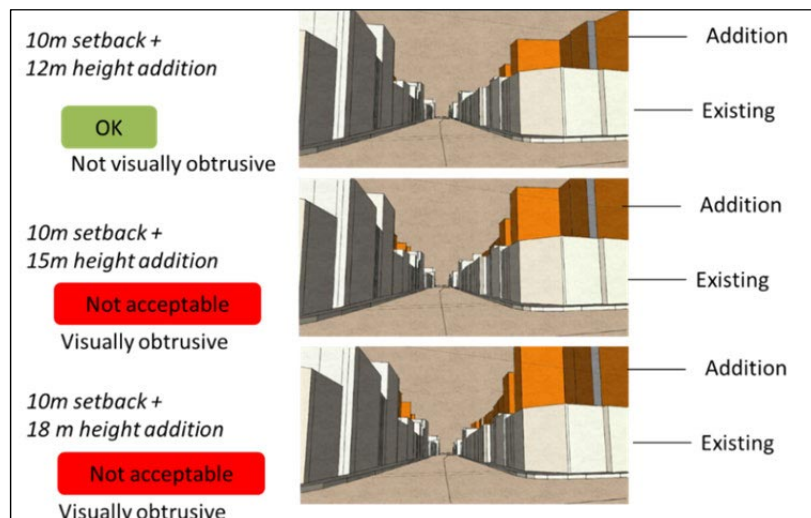 10m setback +
12m height addition
OK
Not visually obtrusive
Addition
Existing
10m setback +
15m height addition
Not acceptable
Visually obtrusive
Addition
Existing
10m setback +
18 m height addition
Not acceptable
Visually obtrusive
Addition
Existing